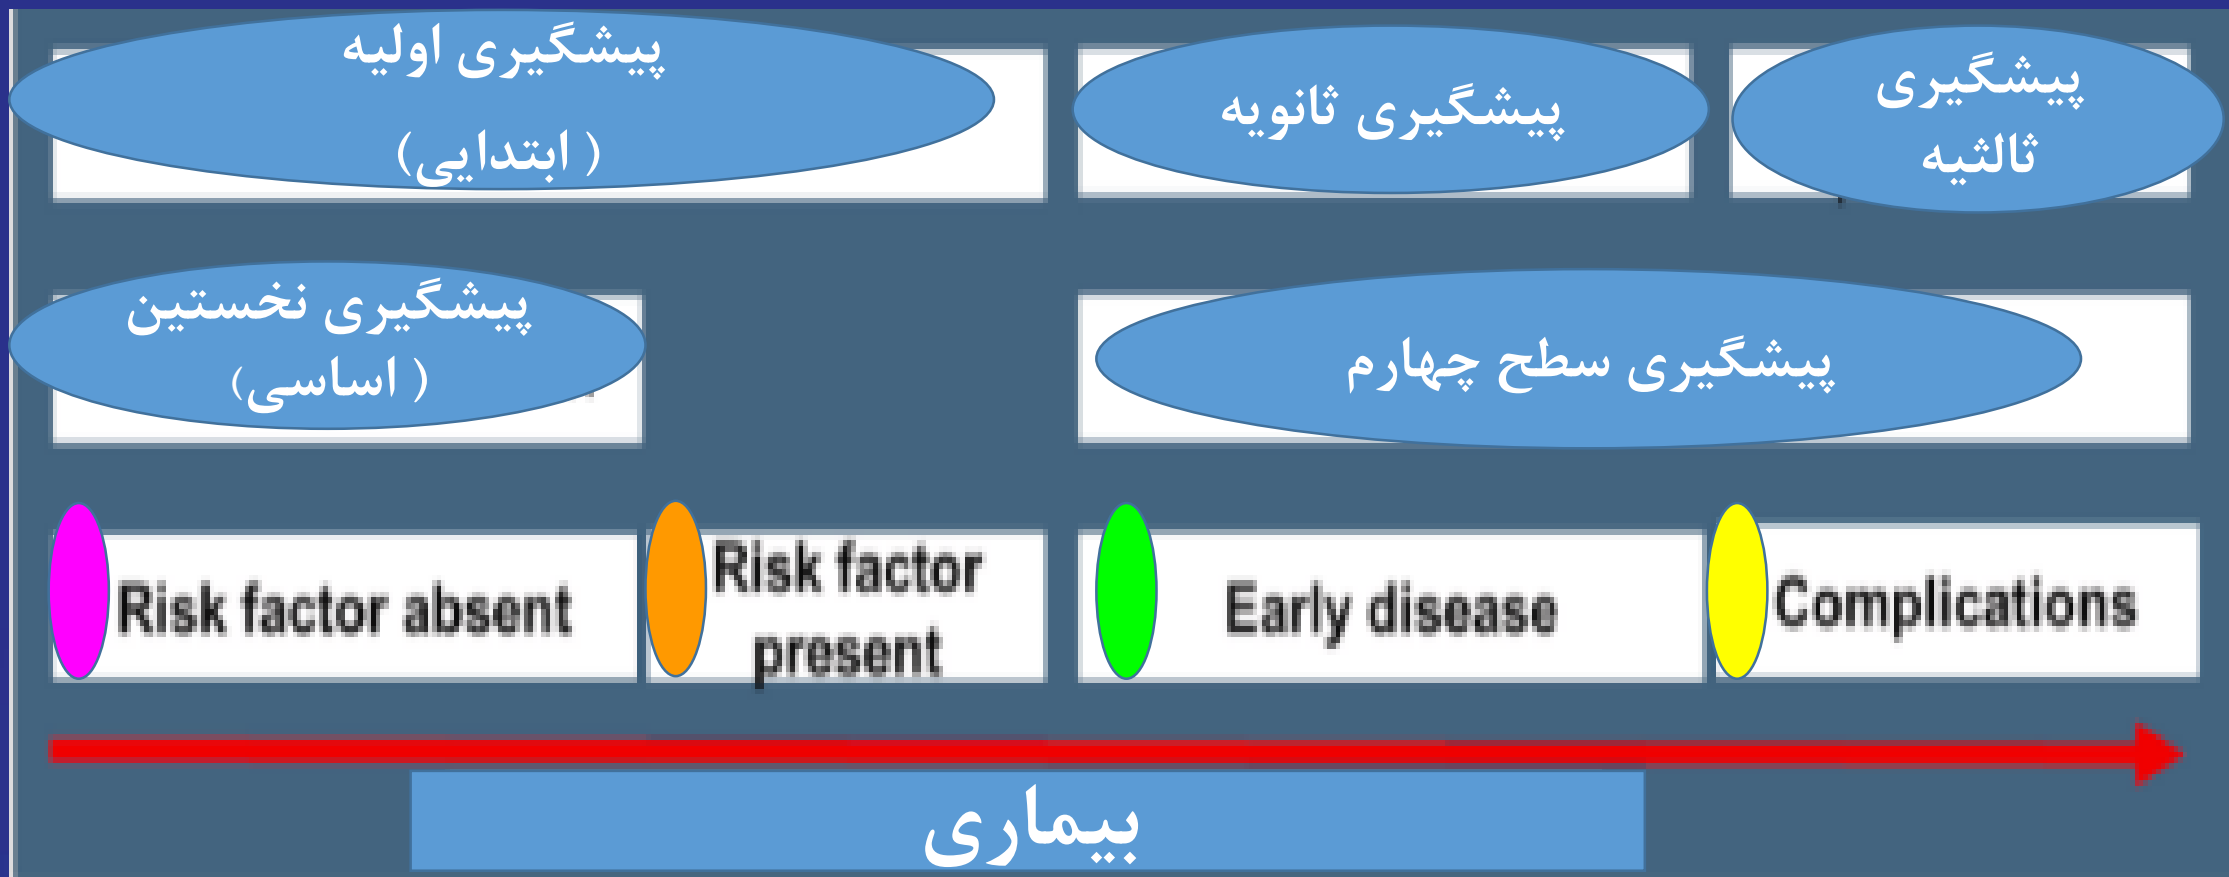 پیشگیری اولیه
( ابتدایی)
پیشگیری ثانویه
پیشگیری
ثالثیه
پیشگیری نخستین
( اساسی)
پیشگیری سطح چهارم
Risk factor absent
Risk factor
present
Early disease
Complications
بیماری